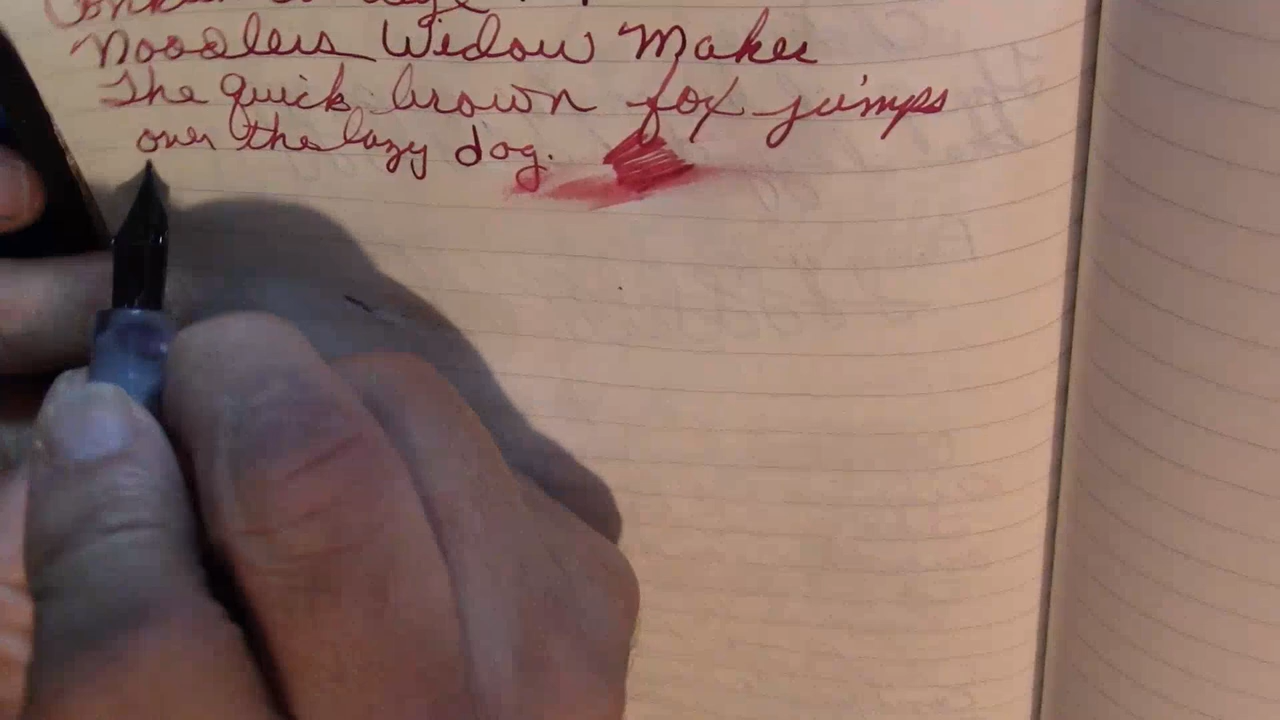 Noodlers Widow Maker
The quick brown fox jumps
over the lazy dog.